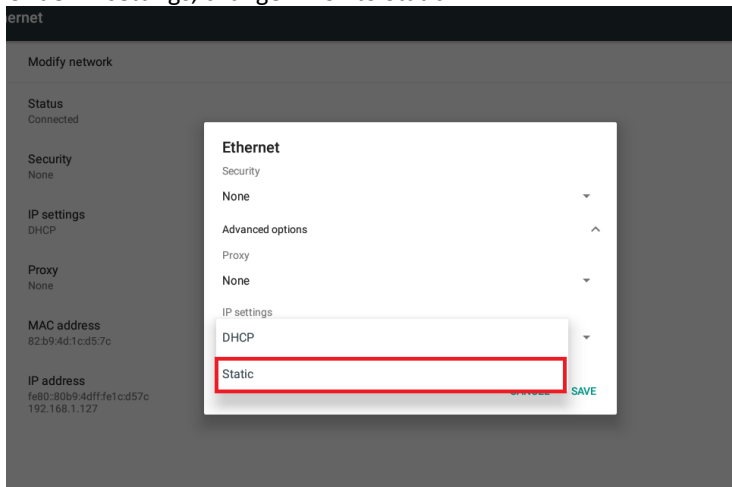 ernet
Modify network
Status
Connected
Security
None
IP settings
DHCP
Proxy
None
MAC address
82:b9:4d:1c:d5:7c
IP address
fe80::80b9:4dff:fe1c:d57c
192.168.1.127
Ethernet
Security
None
Advanced options
Proxy
None
IP settings
DHCP
Static
SAVE